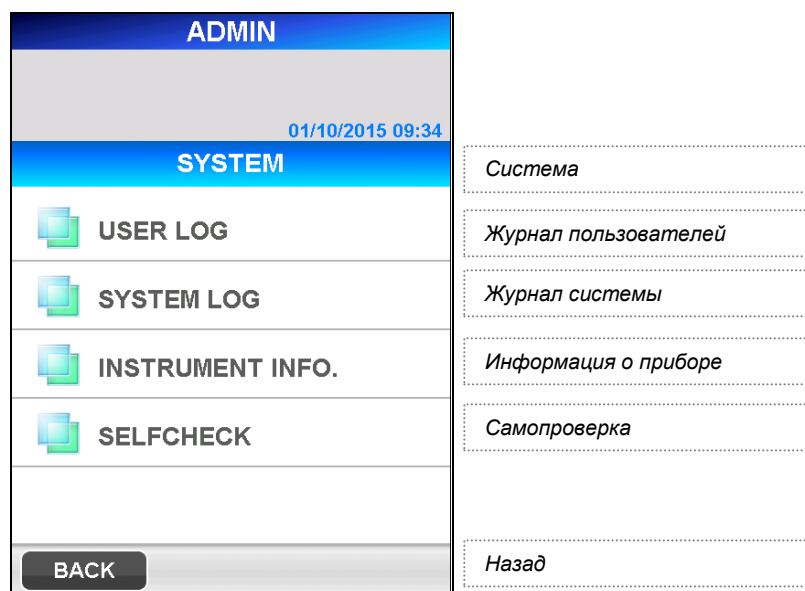 ADMIN
01/10/2015 09:34
SYSTEM
Система
USER LOG
Журнал пользователей
SYSTEM LOG
Журнал системы
INSTRUMENT INFO.
Информация о приборе
SELFCHECK
Самопроверка
BACK
Назад